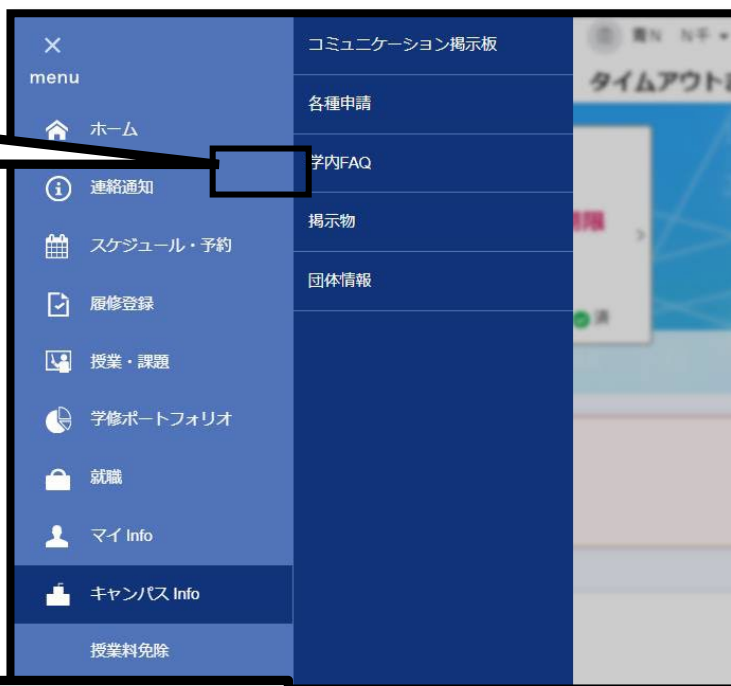 menu
ホーム
連絡通知
スケジュール・予約
履修登録
授業・課題
学修ポートフォリオ
就職
マイ Info
キャンパス Info
授業料免除
コミュニケーション掲示板
各種申請
学内FAQ
掲示物
団体情報
タイムアウトま
済